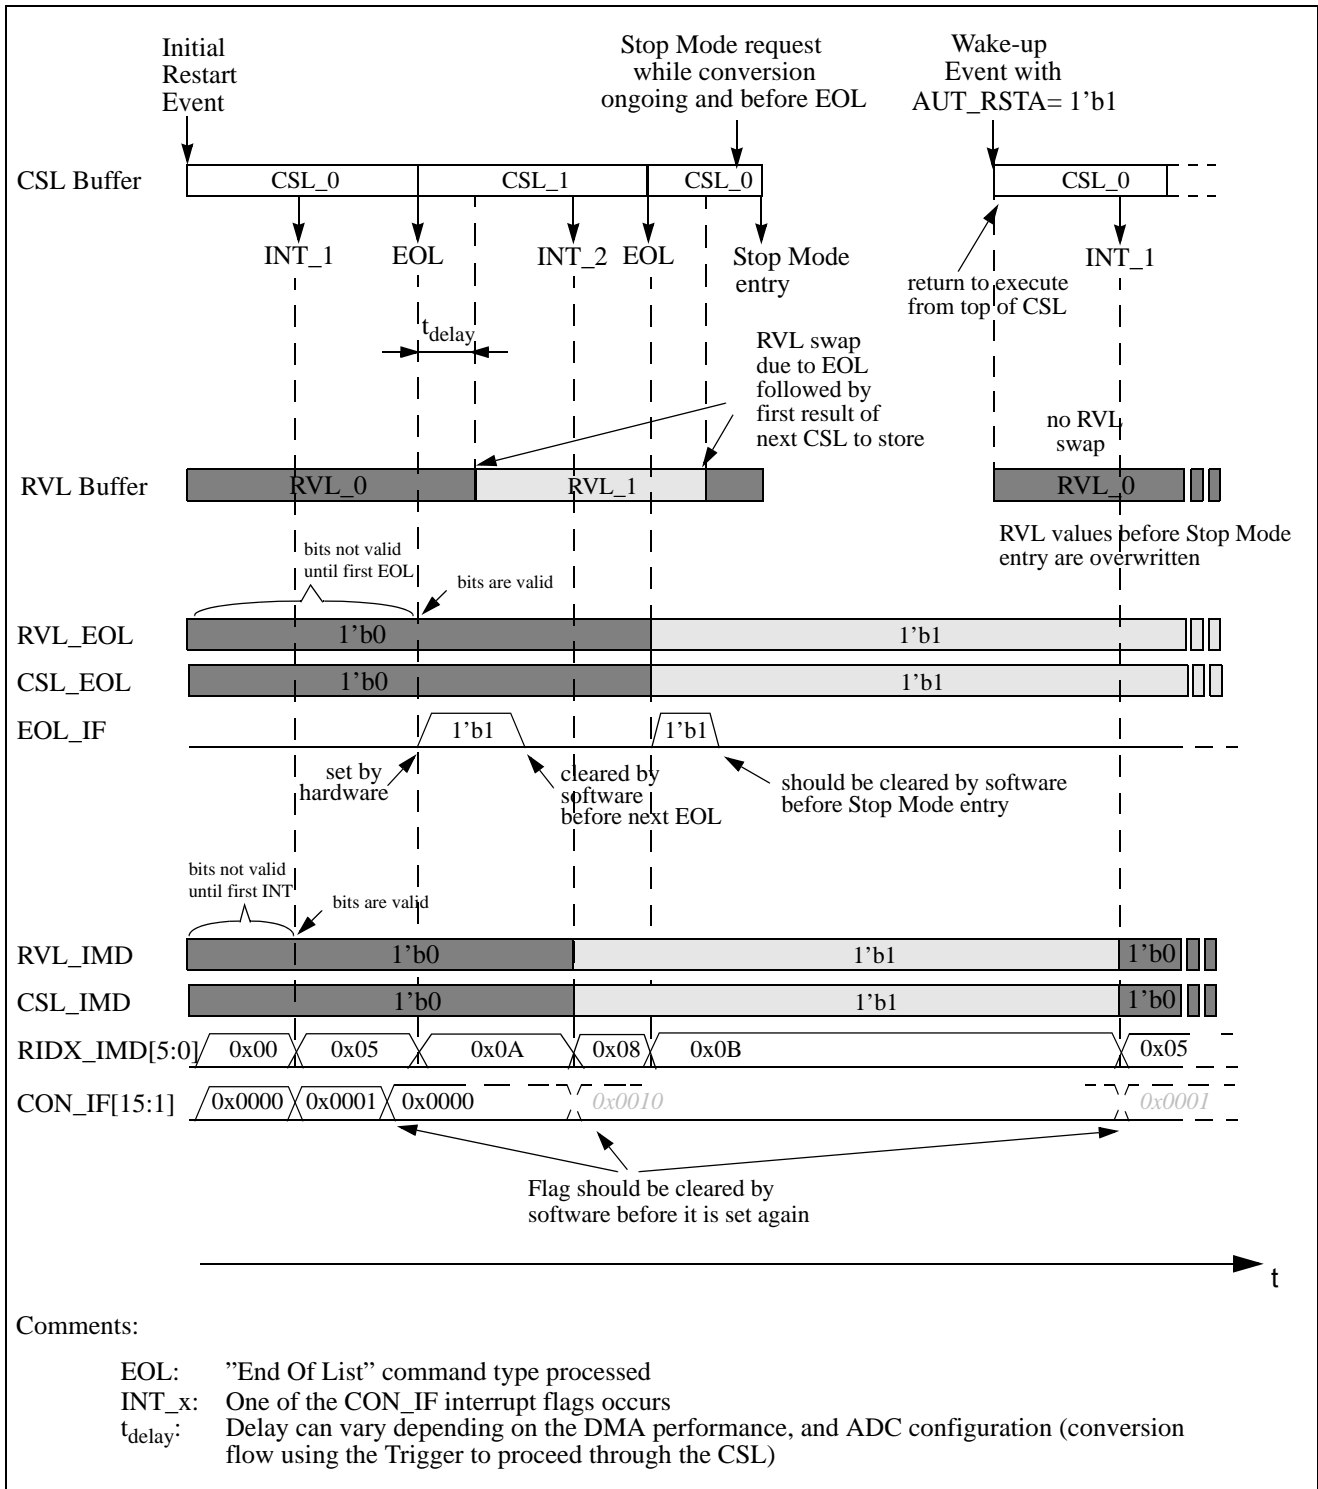 Initial
Restart
Event
Stop Mode request
while conversion
ongoing and before EOL
Wake-up
Event with
AUT_RSTA= 1’b1
CSL Buffer
CSL_0
CSL_1
CSL_0
CSL_0
INT_1
EOL
INT_2
EOL
Stop Mode
entry
INT_1
return to execute
from top of CSL
tdelay
RVL swap
due to EOL
followed by
first result of
next CSL to store
no RVL
swap
RVL Buffer
RVL_0
RVL_1
RVL_0
RVL values before Stop Mode
entry are overwritten
bits not valid
until first EOL
bits are valid
RVL_EOL
1’b0
1’b1
CSL_EOL
1’b0
1’b1
EOL_IF
1’b1
1’b1
set by
hardware
cleared by
software
before next EOL
should be cleared by software
before Stop Mode entry
bits not valid
until first INT
bits are valid
RVL_IMD
1’b0
1’b1
1’b0
CSL_IMD
1’b0
1’b1
1’b0
RIDX_IMD[5:0]
0x00
0x05
0x0A
0x08
0x0B
0x05
CON_IF[15:1]
0x0000
0x0001
0x0000
0x0010
0x0001
Flag should be cleared by
software before it is set again
t
Comments:
EOL: ”End Of List” command type processed
INT_x: One of the CON_IF interrupt flags occurs
tdelay: Delay can vary depending on the DMA performance, and ADC configuration (conversion
flow using the Trigger to proceed through the CSL)